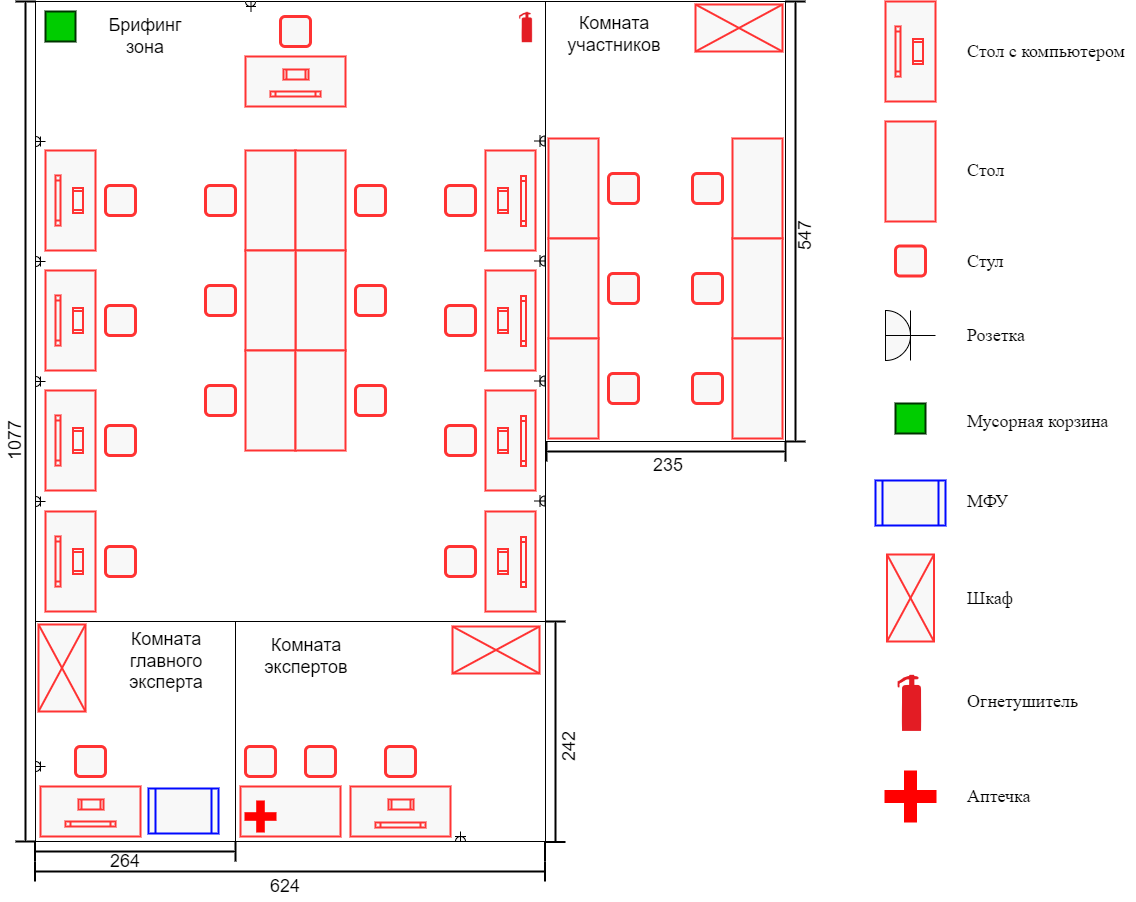 Брифинг
зона
Комната
участников
Стол с компьютером
Стол
Стул
Розетка
Мусорная корзина
МФУ
Шкаф
Огнетушитель
Аптечка
547
235
1077
Комната
главного
эксперта
Комната
экспертов
242
264
624